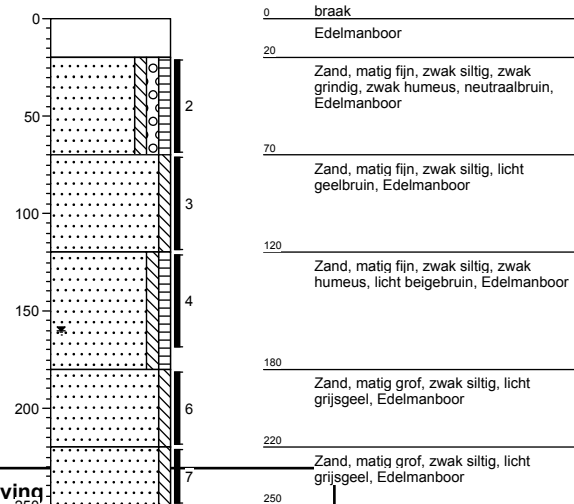 0
50
100
150
200
250
2
3
4
6
7
0 braak
Edelmanboor
20
Zand, matig fijn, zwak siltig, zwak
grindig, zwak humeus, neutraalbruin,
Edelmanboor
70
Zand, matig fijn, zwak siltig, licht
geelbruin, Edelmanboor
120
Zand, matig fijn, zwak siltig, zwak
humeus, licht beigebruin, Edelmanboor
180
Zand, matig grof, zwak siltig, licht
grijsgeel, Edelmanboor
220
Zand, matig grof, zwak siltig, licht
grijsgeel, Edelmanboor
250
ving